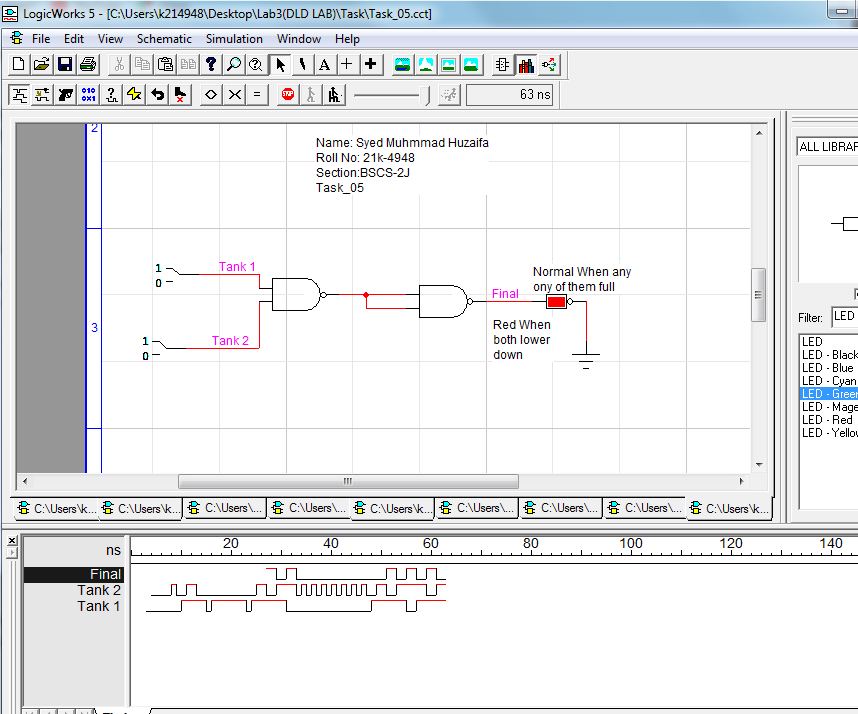 LogicWorks 5 - [C:\Users\k214948\Desktop\Lab3(DLD LAB)\Task\Task_05.cct]
File Edit View Schematic Simulation Window Help
A
010
0X1
STOP
63 ns
2
Name: Syed Muhmmad Huzaifa
Roll No: 21k-4948
Section:BSCS-2J
Task_05
ALL LIBRAR
1
0
Tank 1
Normal When any
ony of them full
Final
3
1
0
Tank 2
Red When
both lower
down
Filter: LED
LED
LED - Black
LED - Blue
LED - Cyan
LED - Green
LED - Mage
LED - Red
LED - Yello
C:\Users\k... C:\Users\k... C:\Users\... C:\Users\... C:\Users\k... C:\Users\... C:\Users\... C:\Users\... C:\Users\k...
ns 20 40 60 80 100 120 140
Final
Tank 2
Tank 1